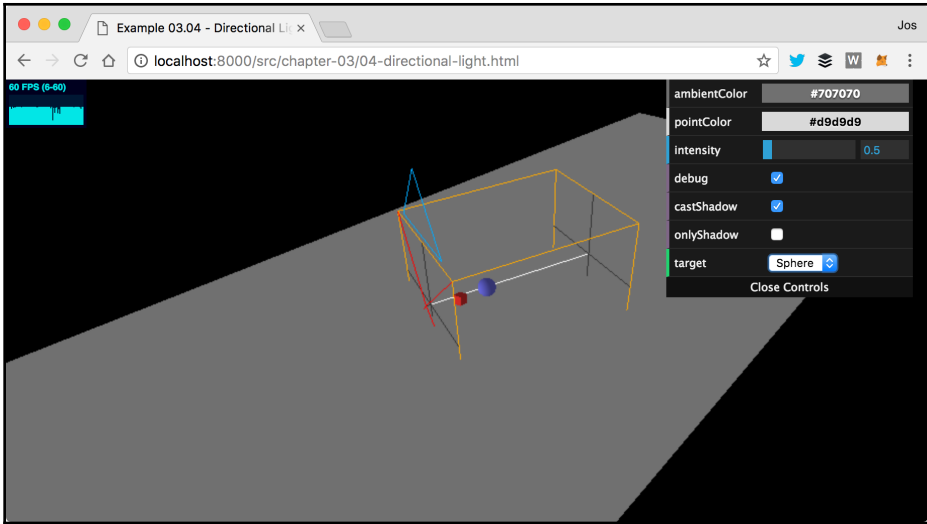 Example 03.04 - Directional Li
Jos
localhost:8000/src/chapter-03/04-directional-light.html
W
60 FPS (6-60)
ambientColor #707070
pointColor #d9d9d9
intensity 0.5
debug
castShadow
onlyShadow
target Sphere
Close Controls